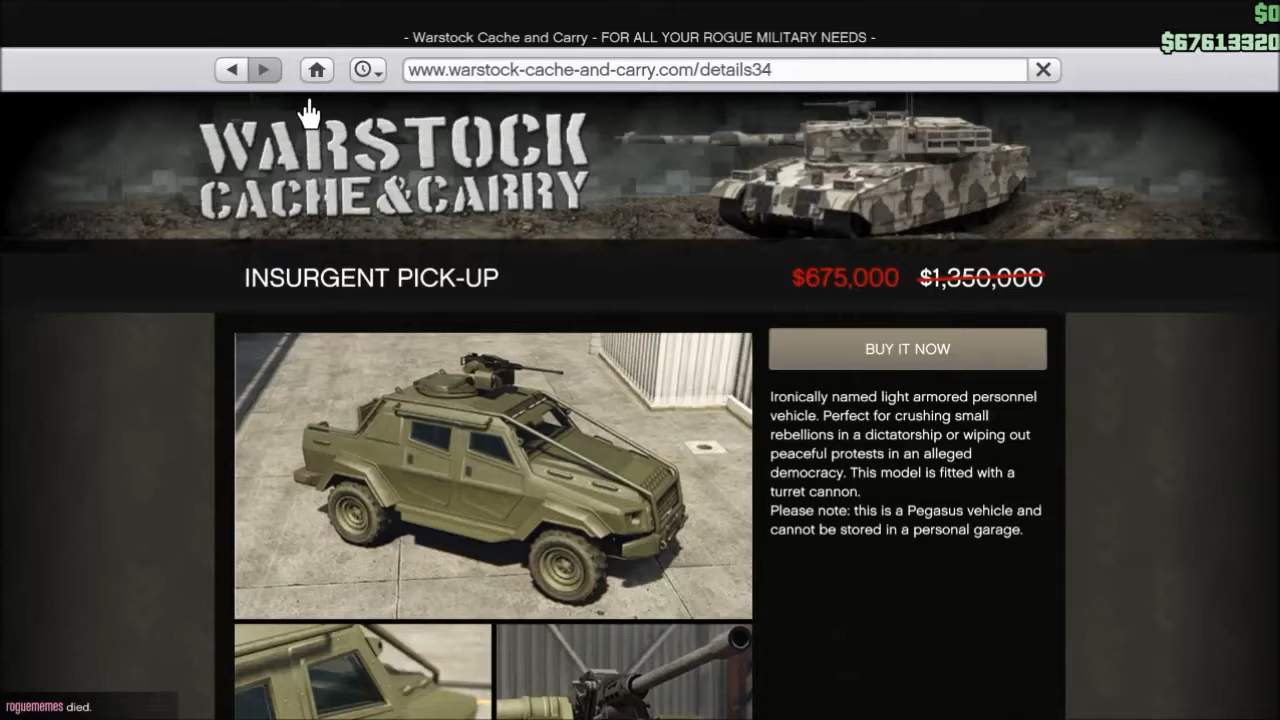 $0
- Warstock Cache and Carry - FOR ALL YOUR ROGUE MILITARY NEEDS -
$67613320
www.warstock-cache-and-carry.com/details34
WARSTOCK
CACHE&CARRY
INSURGENT PICK-UP
$675,000 $1,350,000
BUY IT NOW
Ironically named light armored personnel
vehicle. Perfect for crushing small
rebellions in a dictatorship or wiping out
peaceful protests in an alleged
democracy. This model is fitted with a
turret cannon.
Please note: this is a Pegasus vehicle and
cannot be stored in a personal garage.
roguememes died.